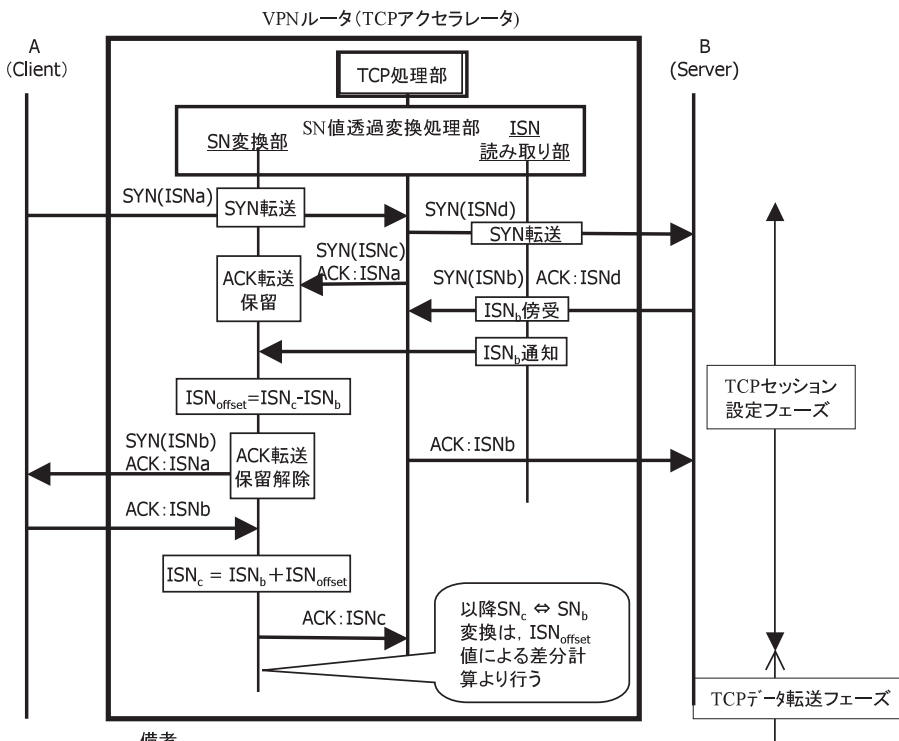 VPNルータ(TCPアクセラレータ)
A
(Client)
B
(Server)
TCP処理部
SN値透過変換処理部
SN変換部
ISN
読み取り部
SYN(ISNa)
SYN転送
SYN(ISNd)
SYN転送
SYN(ISNc)
ACK:ISNa
ACK転送
保留
SYN(ISNb)
ACK:ISNd
ISNb傍受
ISNb通知
ISNoffset=ISNc-ISNb
TCPセッション
設定フェーズ
SYN(ISNb)
ACK:ISNa
ACK転送
保留解除
ACK:ISNb
ACK:ISNb
ISNc = ISNb+ISNoffset
ACK:ISNc
以降SNc ⇔ SNb
変換は, ISNoffset
値による差分計
算より行う
TCPデータ転送フェーズ
備考